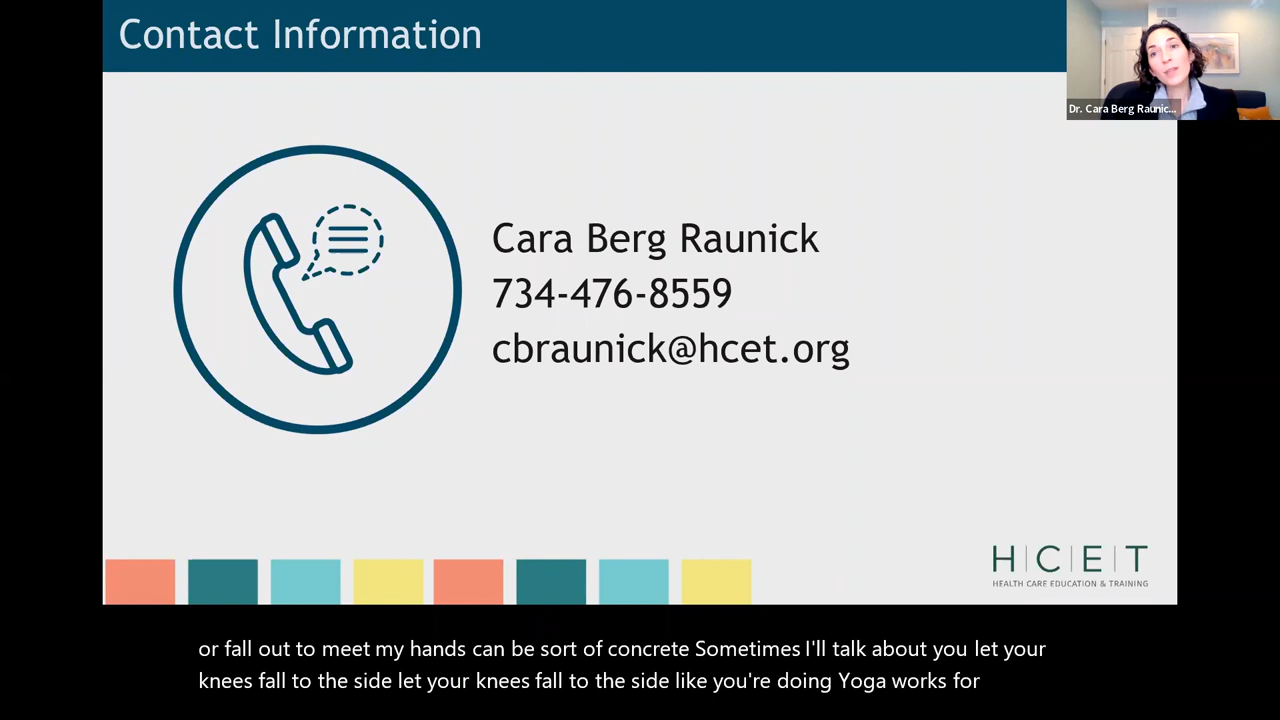 Contact Information
Dr. Cara Berg Raunic...
Cara Berg Raunick
734-476-8559
cbraunick@hcet.org
H|C|E|T
HEALTH CARE EDUCATION & TRAINING
or fall out to meet my hands can be sort of concrete Sometimes I'll talk about you let your
knees fall to the side let your knees fall to the side like you're doing Yoga works for